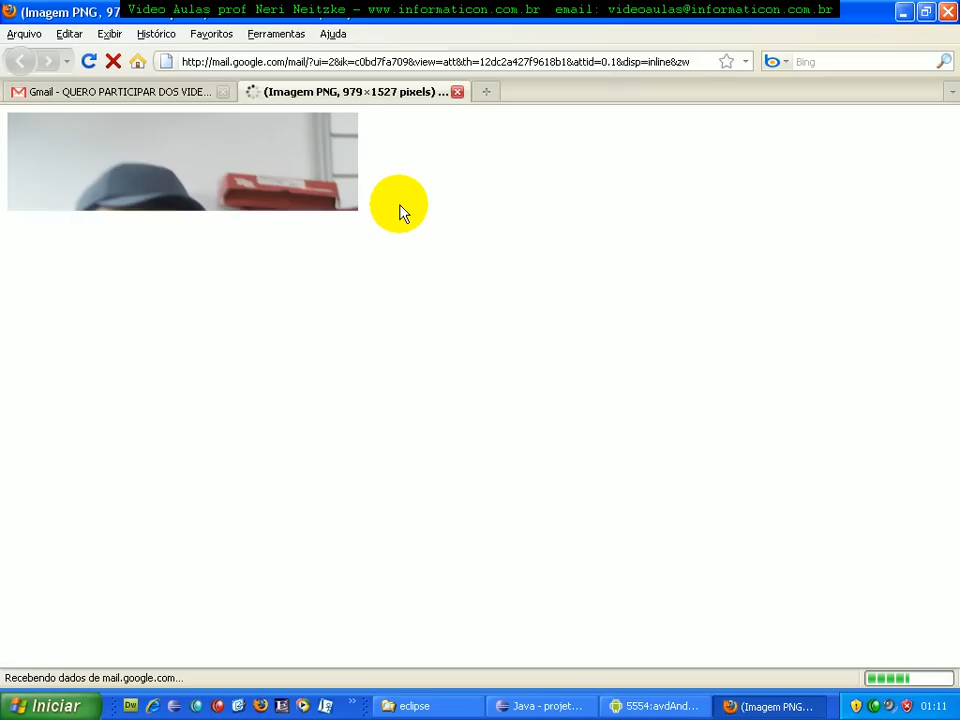 (Imagem PNG, 97
Video Aulas prof Neri Neitzke – www.informaticon.com.br email: videoaulas@informaticon.com.br
Arquivo Editar Exibir Histórico Favoritos Ferramentas Ajuda
http://mail.google.com/mail/?ui=2&ik=c0bd7fa709&view=att&th=12dc2a427f9618b1&attid=0.1&disp=inline&zw
Bing
Gmail - QUERO PARTICIPAR DOS VIDE... (Imagem PNG, 979×1527 pixels) ...
Recebendo dados de mail.google.com...
Iniciar Dw eclipse Java - projet... 5554:avdAnd... (Imagem PNG... 01:11